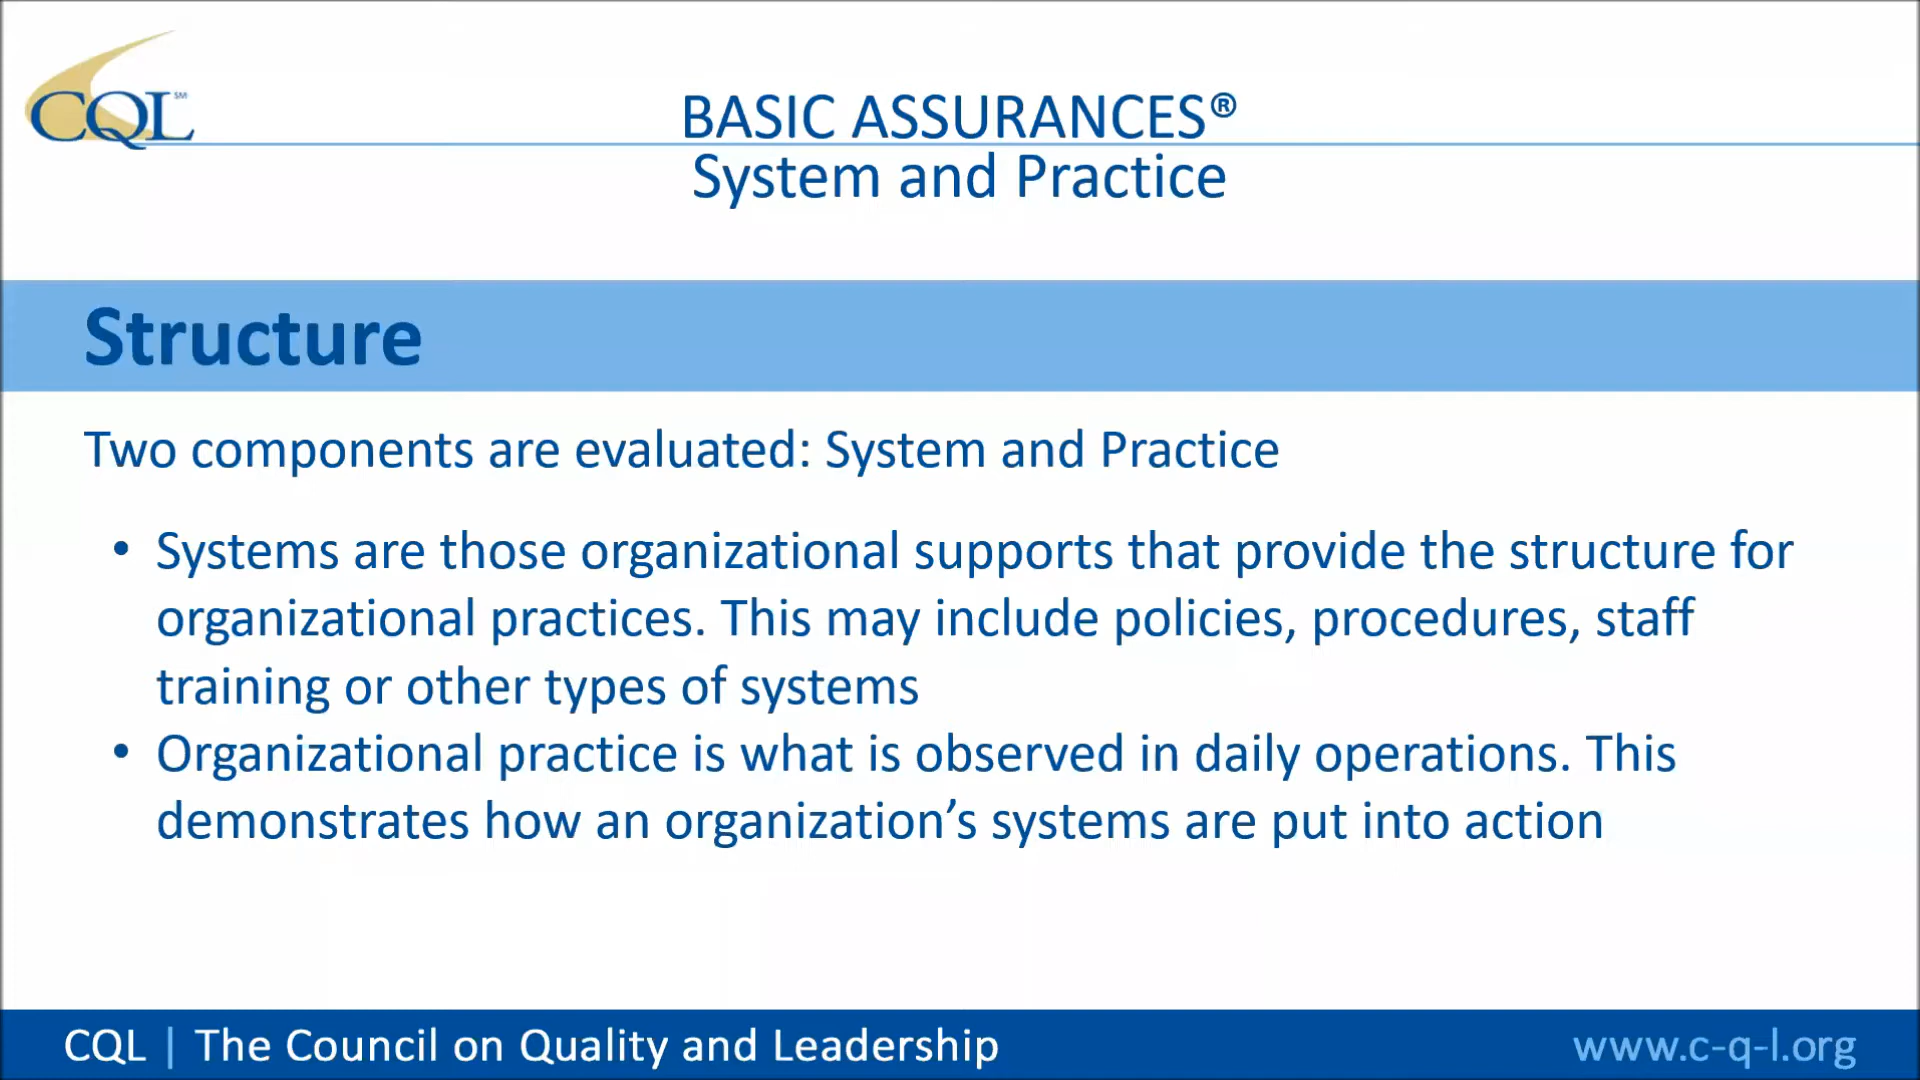 CQL℠
BASIC ASSURANCES®
System and Practice
Structure
Two components are evaluated: System and Practice
• Systems are those organizational supports that provide the structure for
organizational practices. This may include policies, procedures, staff
training or other types of systems
• Organizational practice is what is observed in daily operations. This
demonstrates how an organization’s systems are put into action
CQL | The Council on Quality and Leadership
www.c-q-l.org